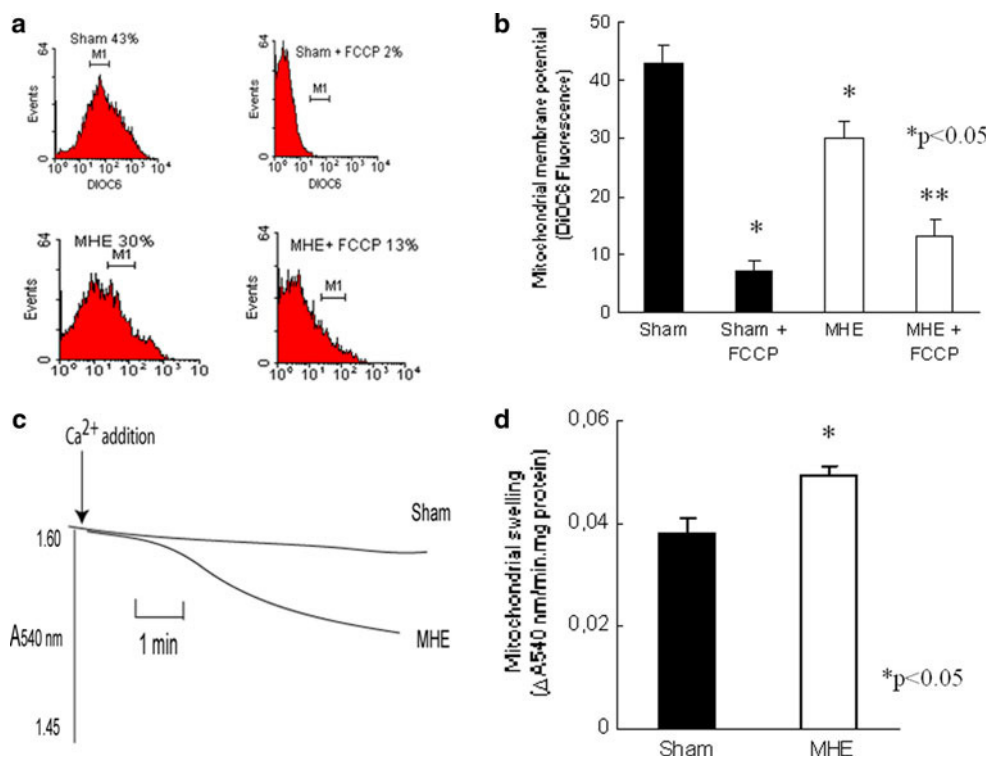 a
Sham 43%
M1
64
Events
0
10⁰ 10¹ 10² 10³ 10⁴
DIOC6
Sham + FCCP 2%
M1
64
Events
0
10⁰ 10¹ 10² 10³ 10⁴
DIOC6
MHE 30%
M1
64
Events
0
10⁰ 10¹ 10² 10³ 10
MHE+ FCCP 13%
M1
64
Events
0
10⁰ 10¹ 10² 10³ 10⁴
b
Mitochondrial membrane potential
(DiOC6 Fluorescence)
50
40
30
20
10
0
*
*
**
*p<0.05
Sham
Sham +
FCCP
MHE
MHE +
FCCP
c
Ca²⁺ addition
1.60
A540 nm
1.45
1 min
Sham
MHE
d
Mitochondrial swelling
(△A540 nm/min.mg protein)
0,06
0,04
0,02
0
*
*p<0.05
Sham
MHE